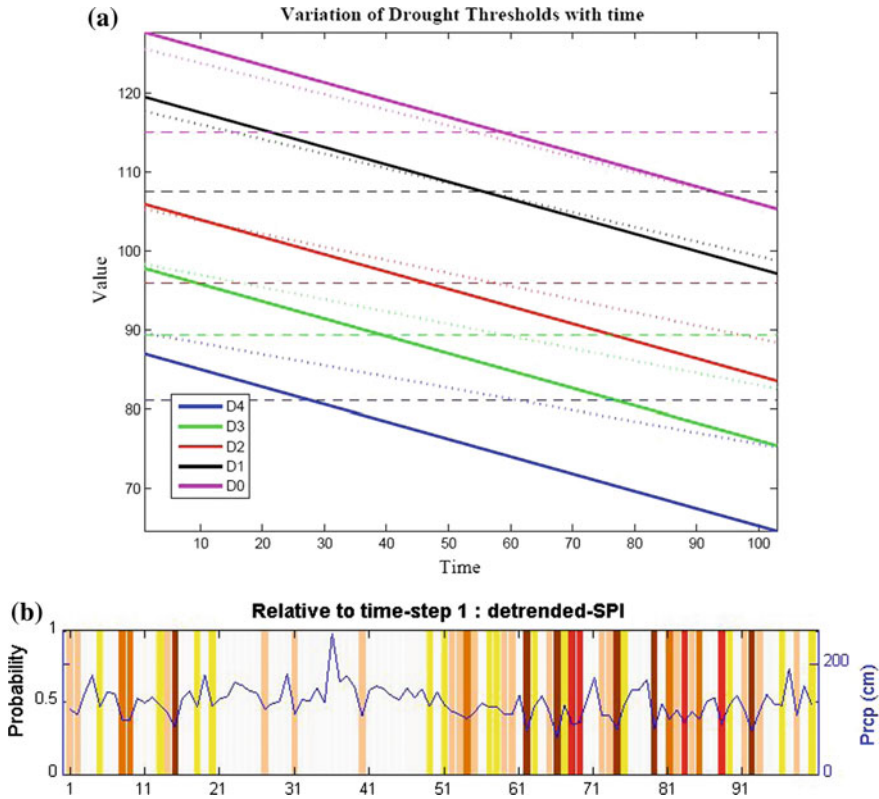 (a)
Variation of Drought Thresholds with time
Value
120
110
100
90
80
70
D4
D3
D2
D1
D0
10 20 30 40 50 60 70 80 90 100
Time
(b)
Relative to time-step 1 : detrended-SPI
Probability
1
0.5
0
200
0
Prcp (cm)
1 11 21 31 41 51 61 71 81 91